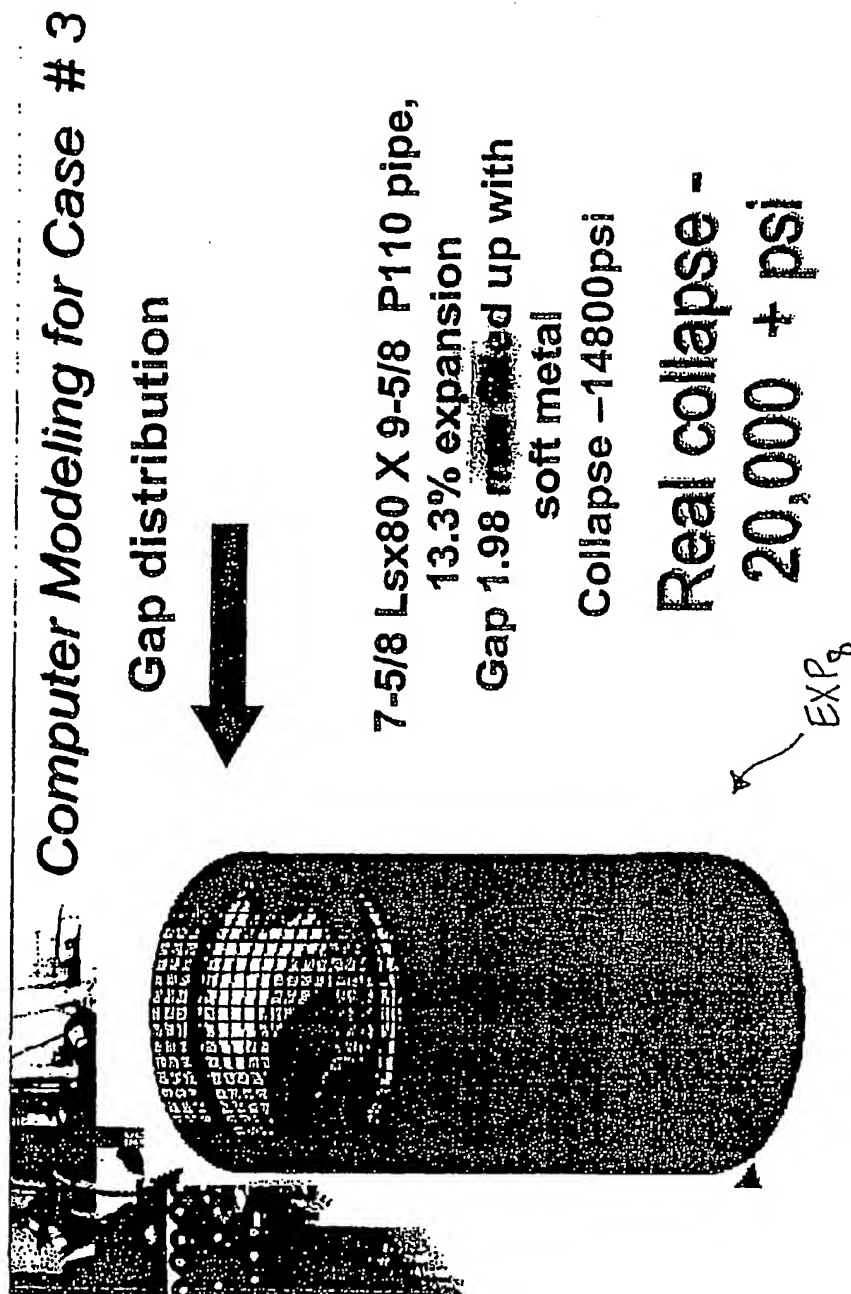 Computer Modeling for Case # 3
Gap distribution
7-5/8 Lsx80 X 9-5/8 P110 pipe,
13.3% expansion
Gap 1.98 ed up with
soft metal
Collapse –14800psi
Real collapse -
20,000 + psi
EXP8